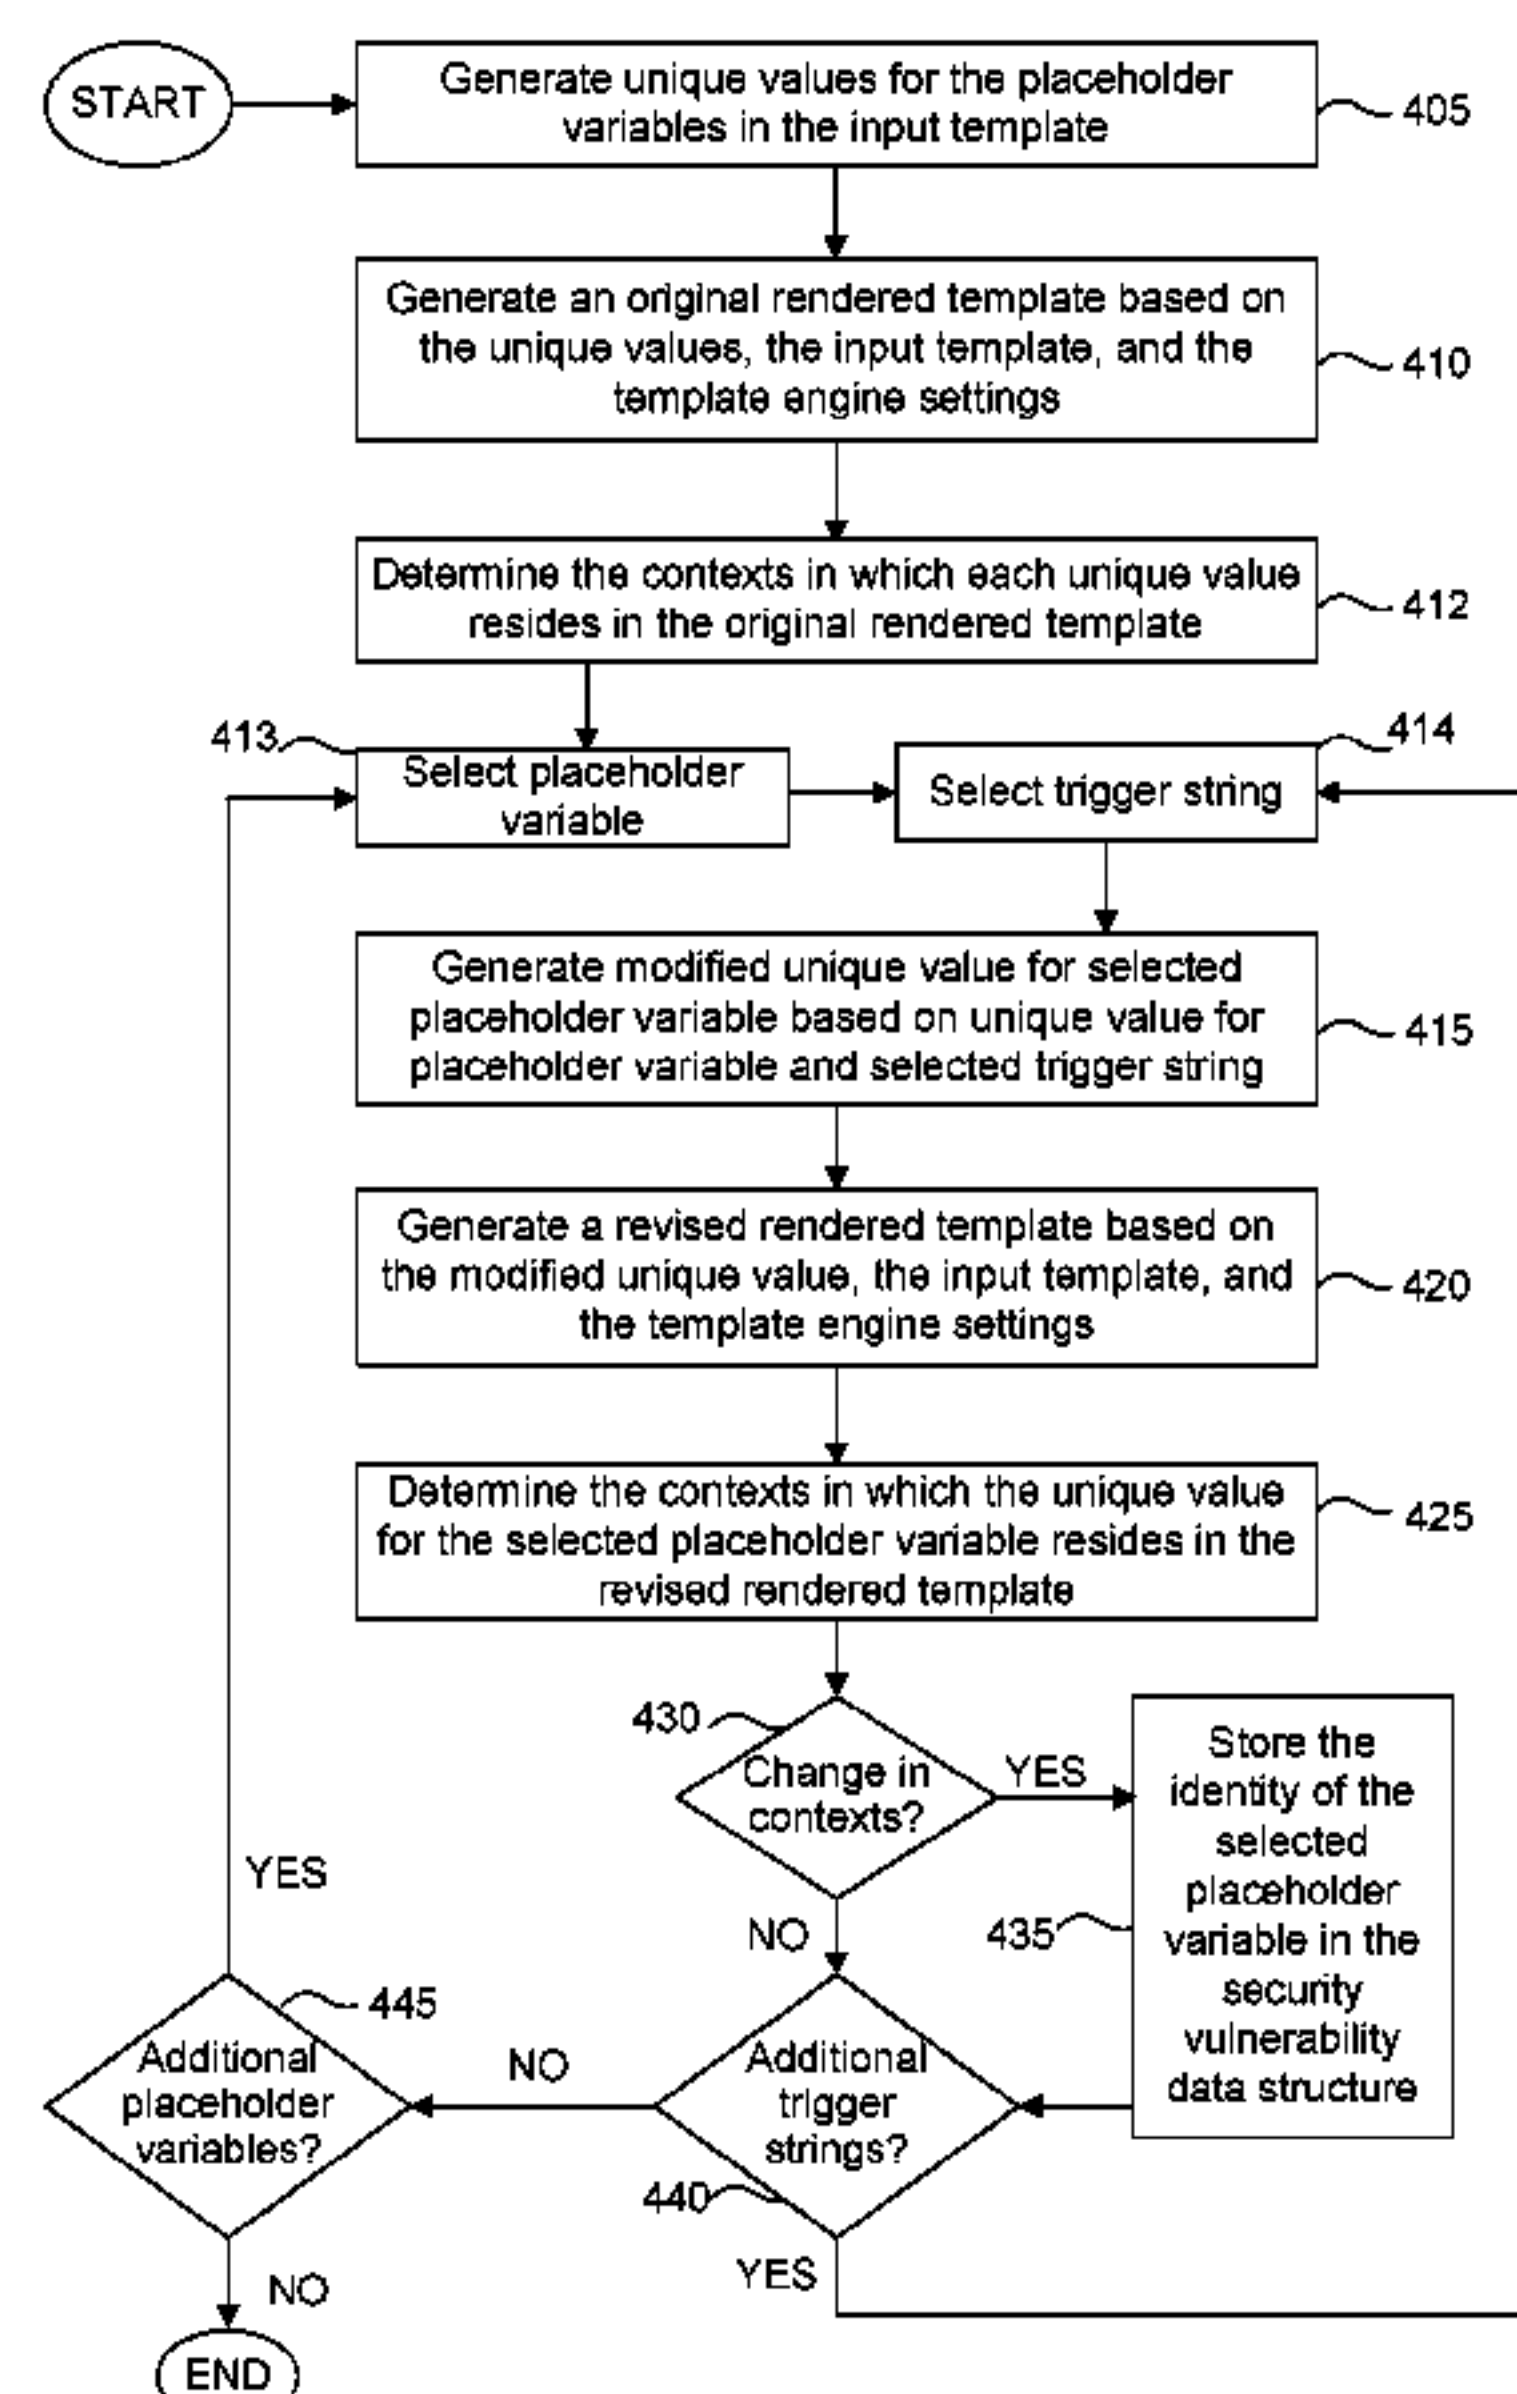 START
Generate unique values for the placeholder
variables in the input template
405
Generate an original rendered template based on
the unique values, the input template, and the
template engine settings
410
Determine the contexts in which each unique value
resides in the original rendered template
412
413
Select placeholder
variable
414
Select trigger string
Generate modified unique value for selected
placeholder variable based on unique value for
placeholder variable and selected trigger string
415
Generate a revised rendered template based on
the modified unique value, the input template, and
the template engine settings
420
Determine the contexts in which the unique value
for the selected placeholder variable resides in the
revised rendered template
425
430
Change in
contexts?
YES
Store the
identity of the
selected
placeholder
variable in the
security
vulnerability
data structure
435
NO
YES
445
Additional
placeholder
variables?
NO
Additional
trigger
strings?
440
YES
NO
END